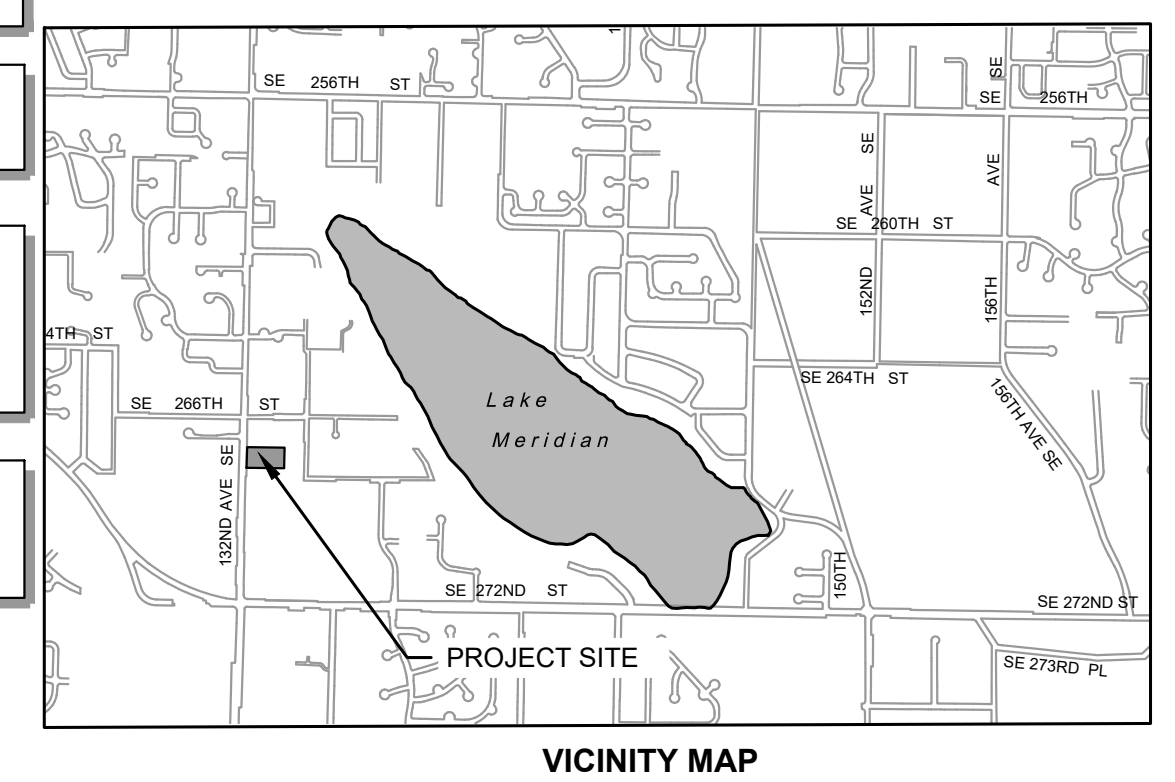 SE 256TH ST
SE
SE 256TH
AVE
156TH
152ND AVE SE
SE 260TH ST
4TH ST
SE 264TH ST
156TH AVE SE
SE 266TH ST
Lake
Meridian
132ND AVE SE
150TH
SE 272ND ST
SE 272ND ST
SE 273RD PL
PROJECT SITE
VICINITY MAP